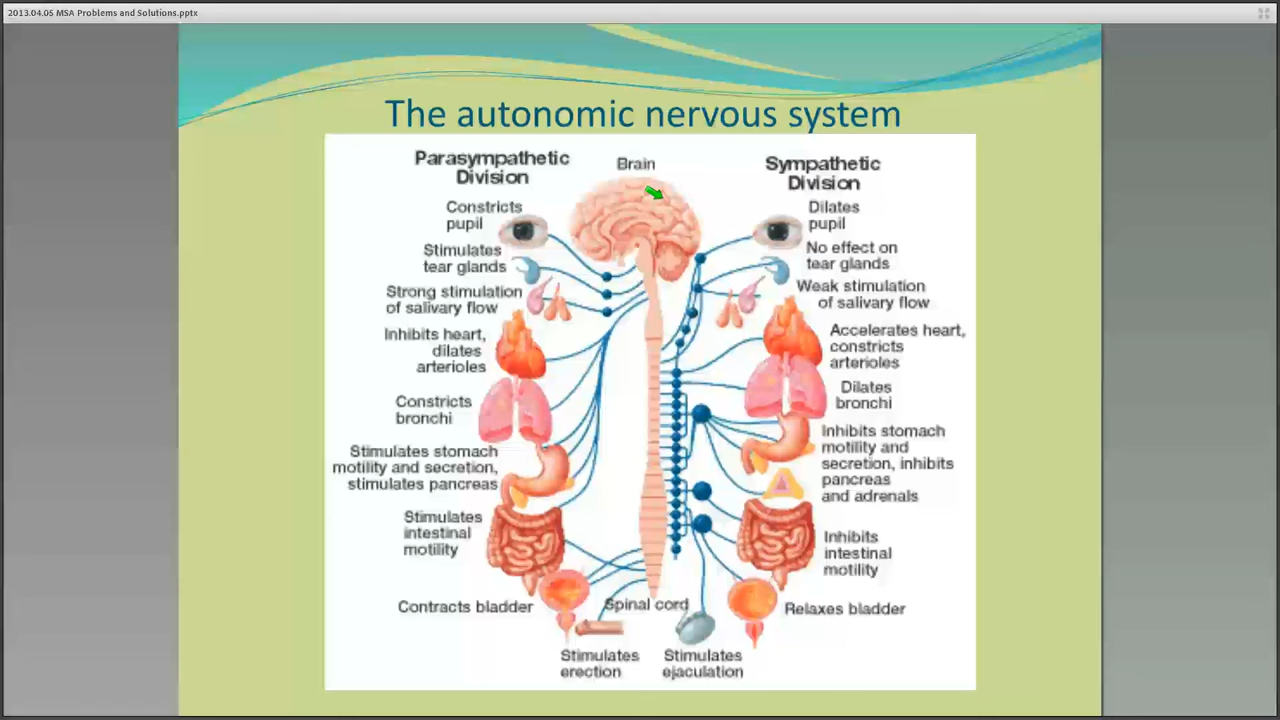 2013.04.05 MSA Problems and Solutions.pptx
The autonomic nervous system
Parasympathetic
Division
Constricts
pupil
Stimulates
tear glands
Strong stimulation
of salivary flow
Inhibits heart,
dilates
arterioles
Constricts
bronchi
Stimulates stomach
motility and secretion,
stimulates pancreas
Stimulates
intestinal
motility
Contracts bladder
Stimulates
erection
Brain
Spinal cord
Sympathetic
Division
Dilates
pupil
No effect on
tear glands
Weak stimulation
of salivary flow
Accelerates heart,
constricts
arterioles
Dilates
bronchi
Inhibits stomach
motility and
secretion, inhibits
pancreas
and adrenals
Inhibits
intestinal
motility
Relaxes bladder
Stimulates
ejaculation